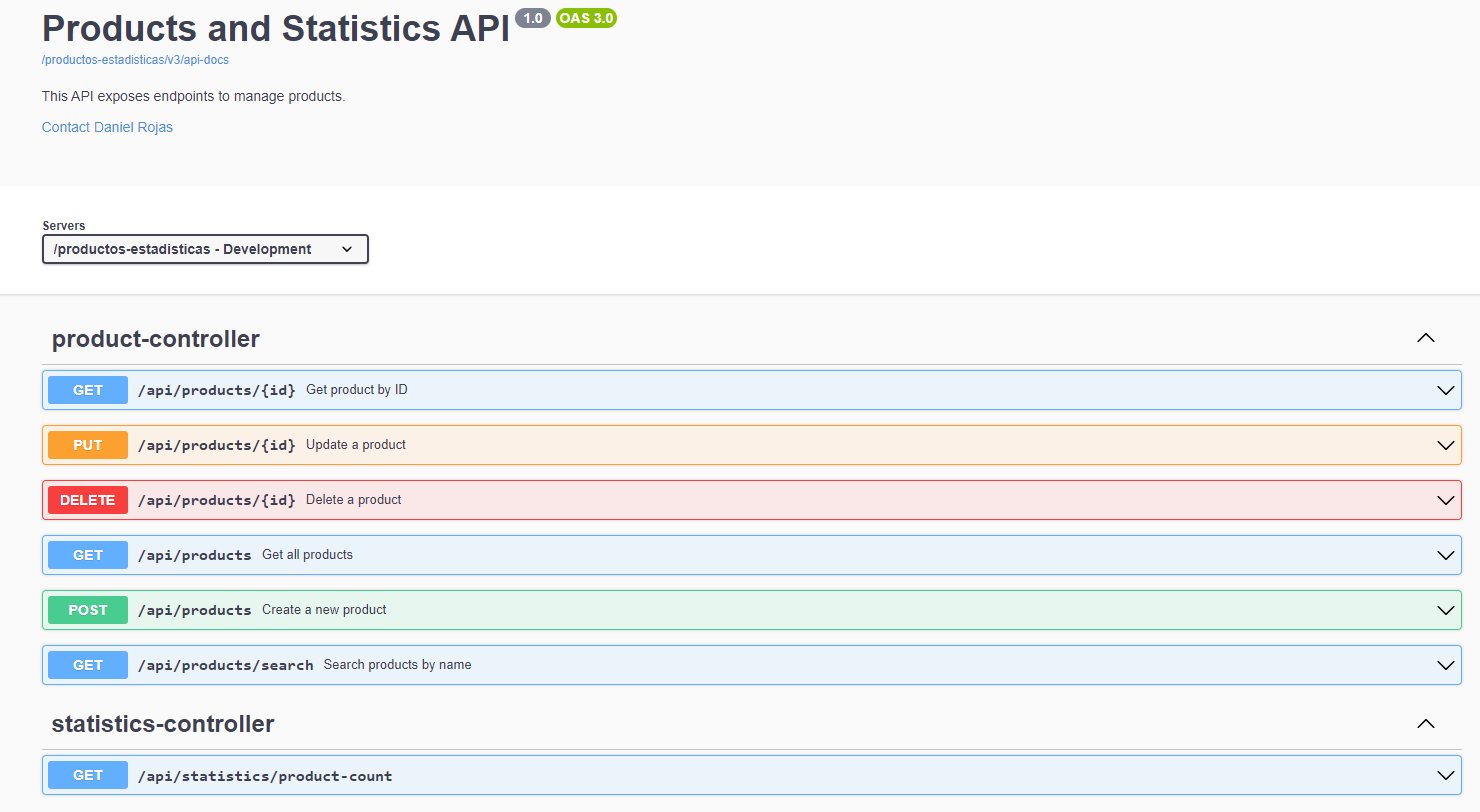 Products and Statistics API 1.0 OAS 3.0
/productos-estadisticas/v3/api-docs
This API exposes endpoints to manage products.
Contact Daniel Rojas
Servers
/productos-estadisticas - Development
product-controller
GET /api/products/{id} Get product by ID
PUT /api/products/{id} Update a product
DELETE /api/products/{id} Delete a product
GET /api/products Get all products
POST /api/products Create a new product
GET /api/products/search Search products by name
statistics-controller
GET /api/statistics/product-count